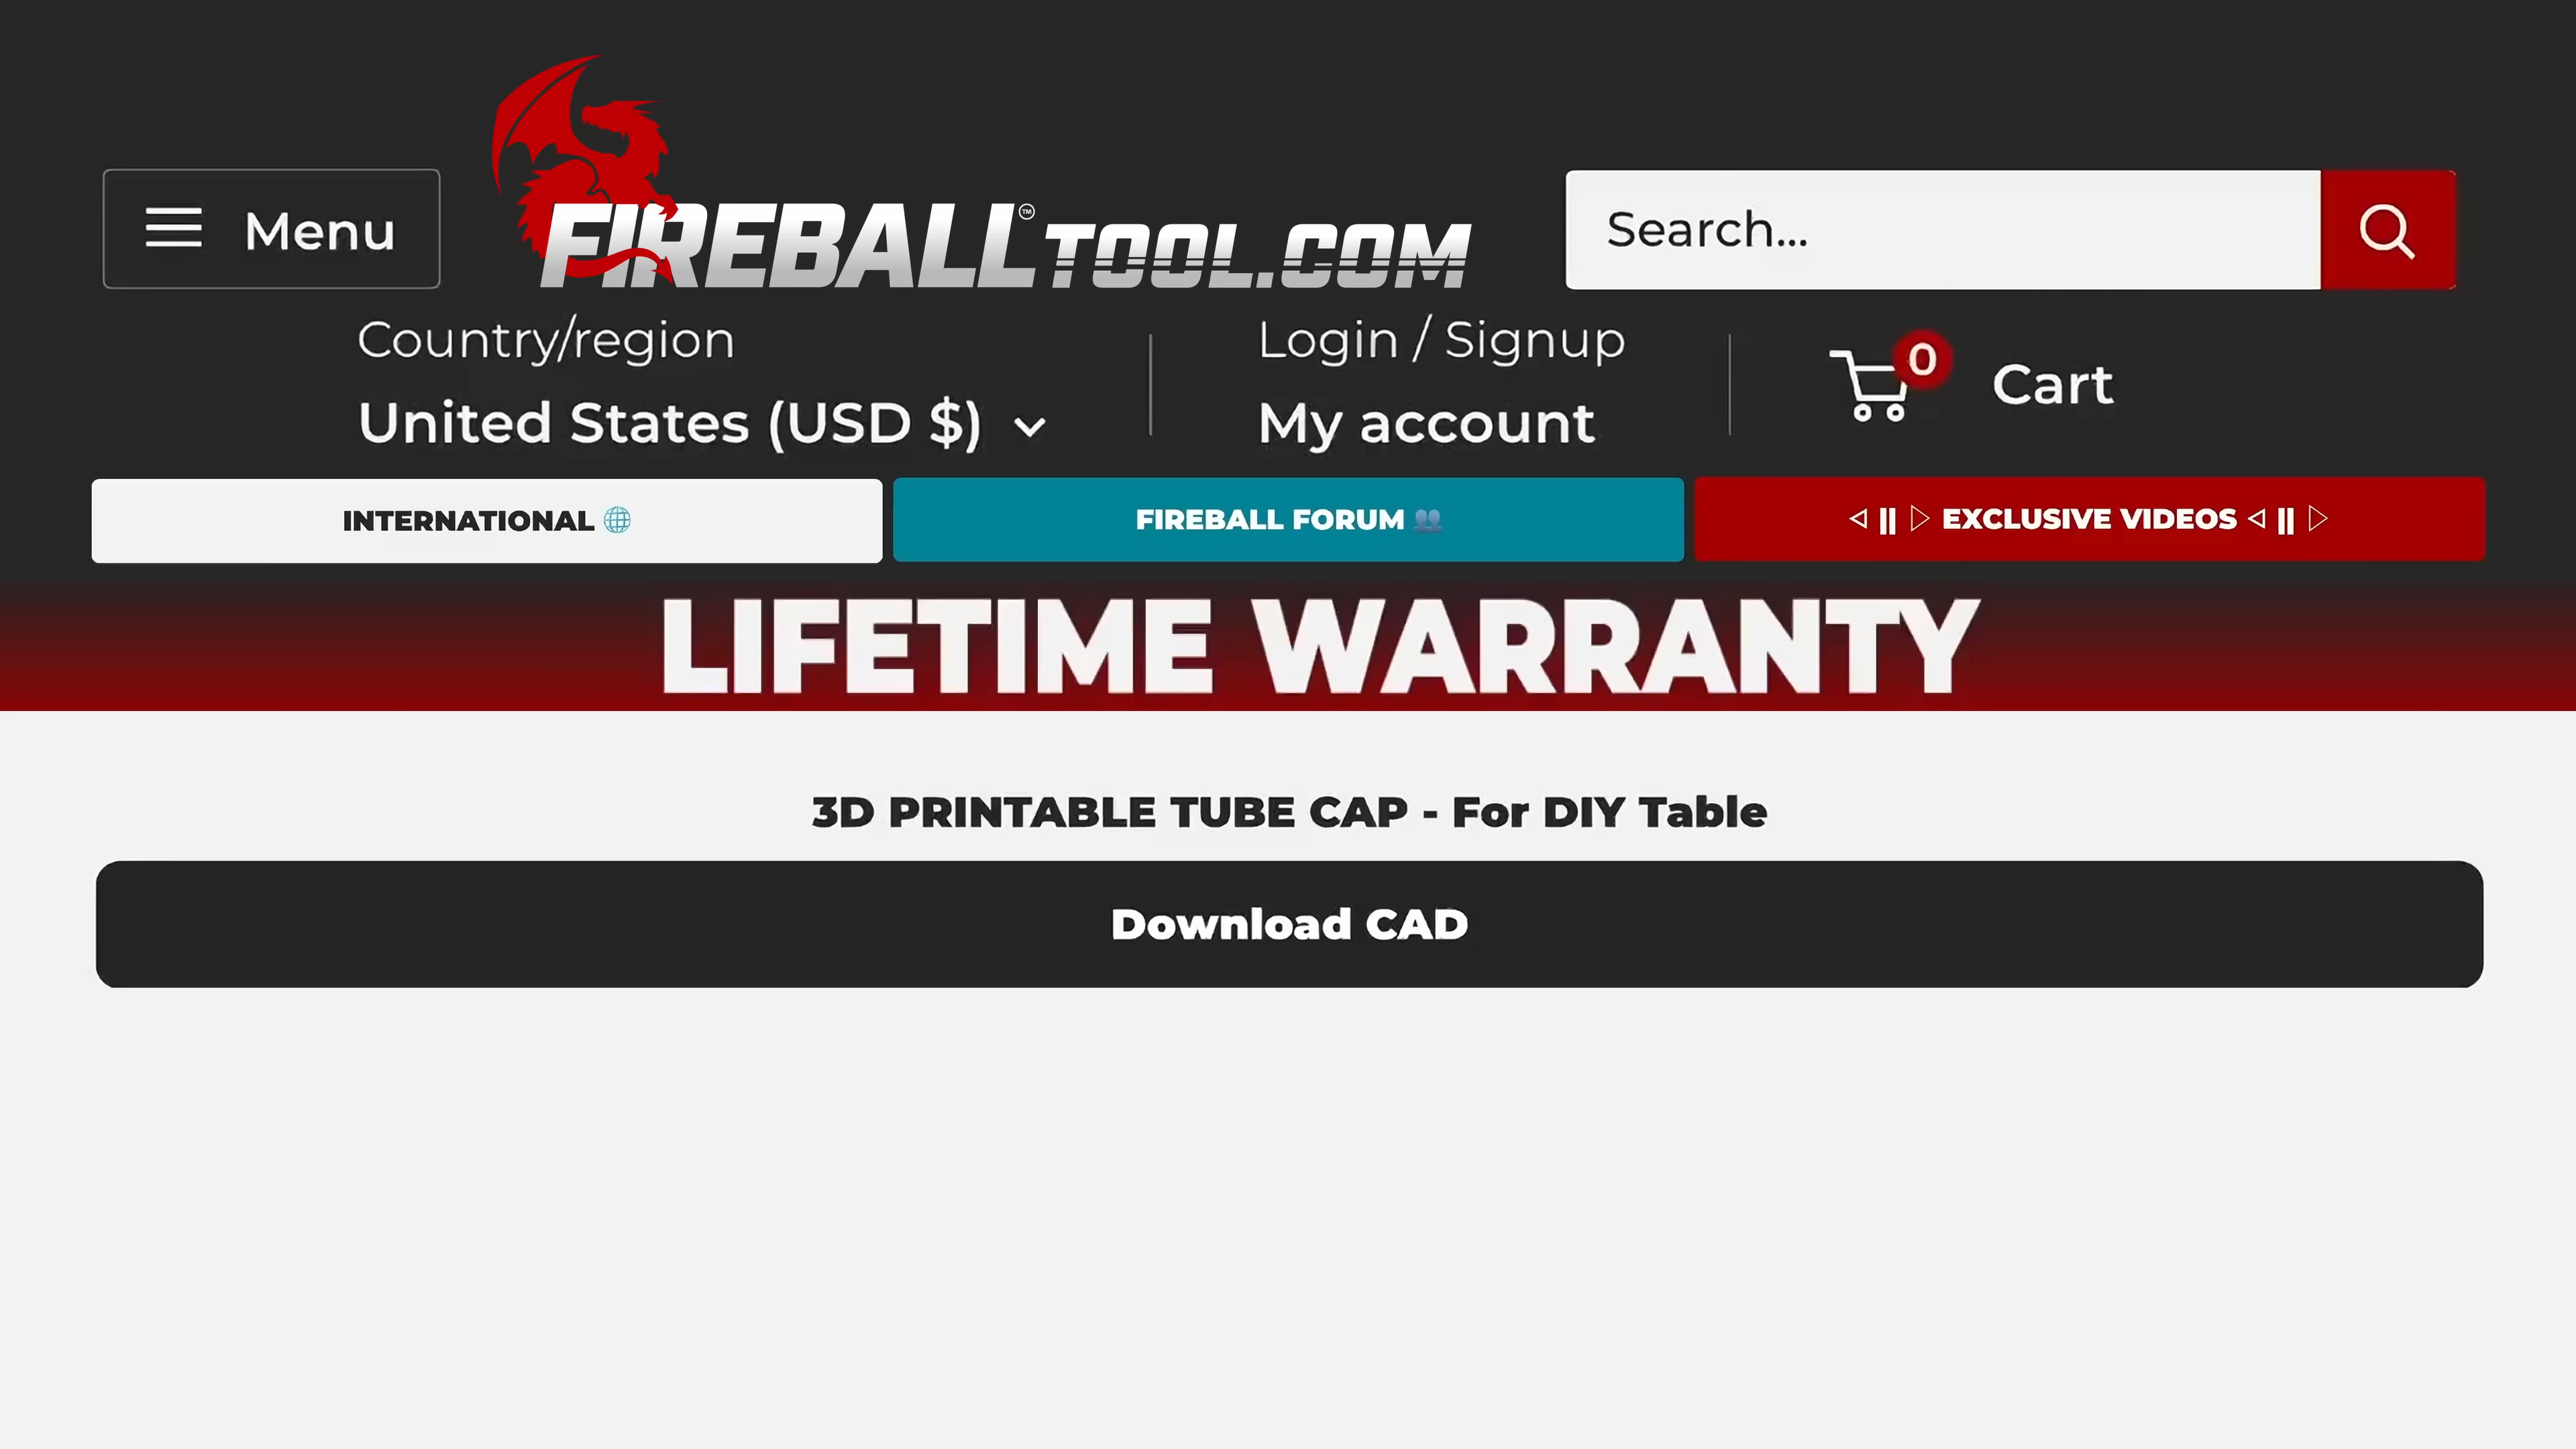 Menu
FIREBALL™TOOL.COM
Search...
Country/region
United States (USD $)
Login / Signup
My account
0
Cart
INTERNATIONAL 🌐
FIREBALL FORUM 👥
EXCLUSIVE VIDEOS
LIFETIME WARRANTY
3D PRINTABLE TUBE CAP - For DIY Table
Download CAD